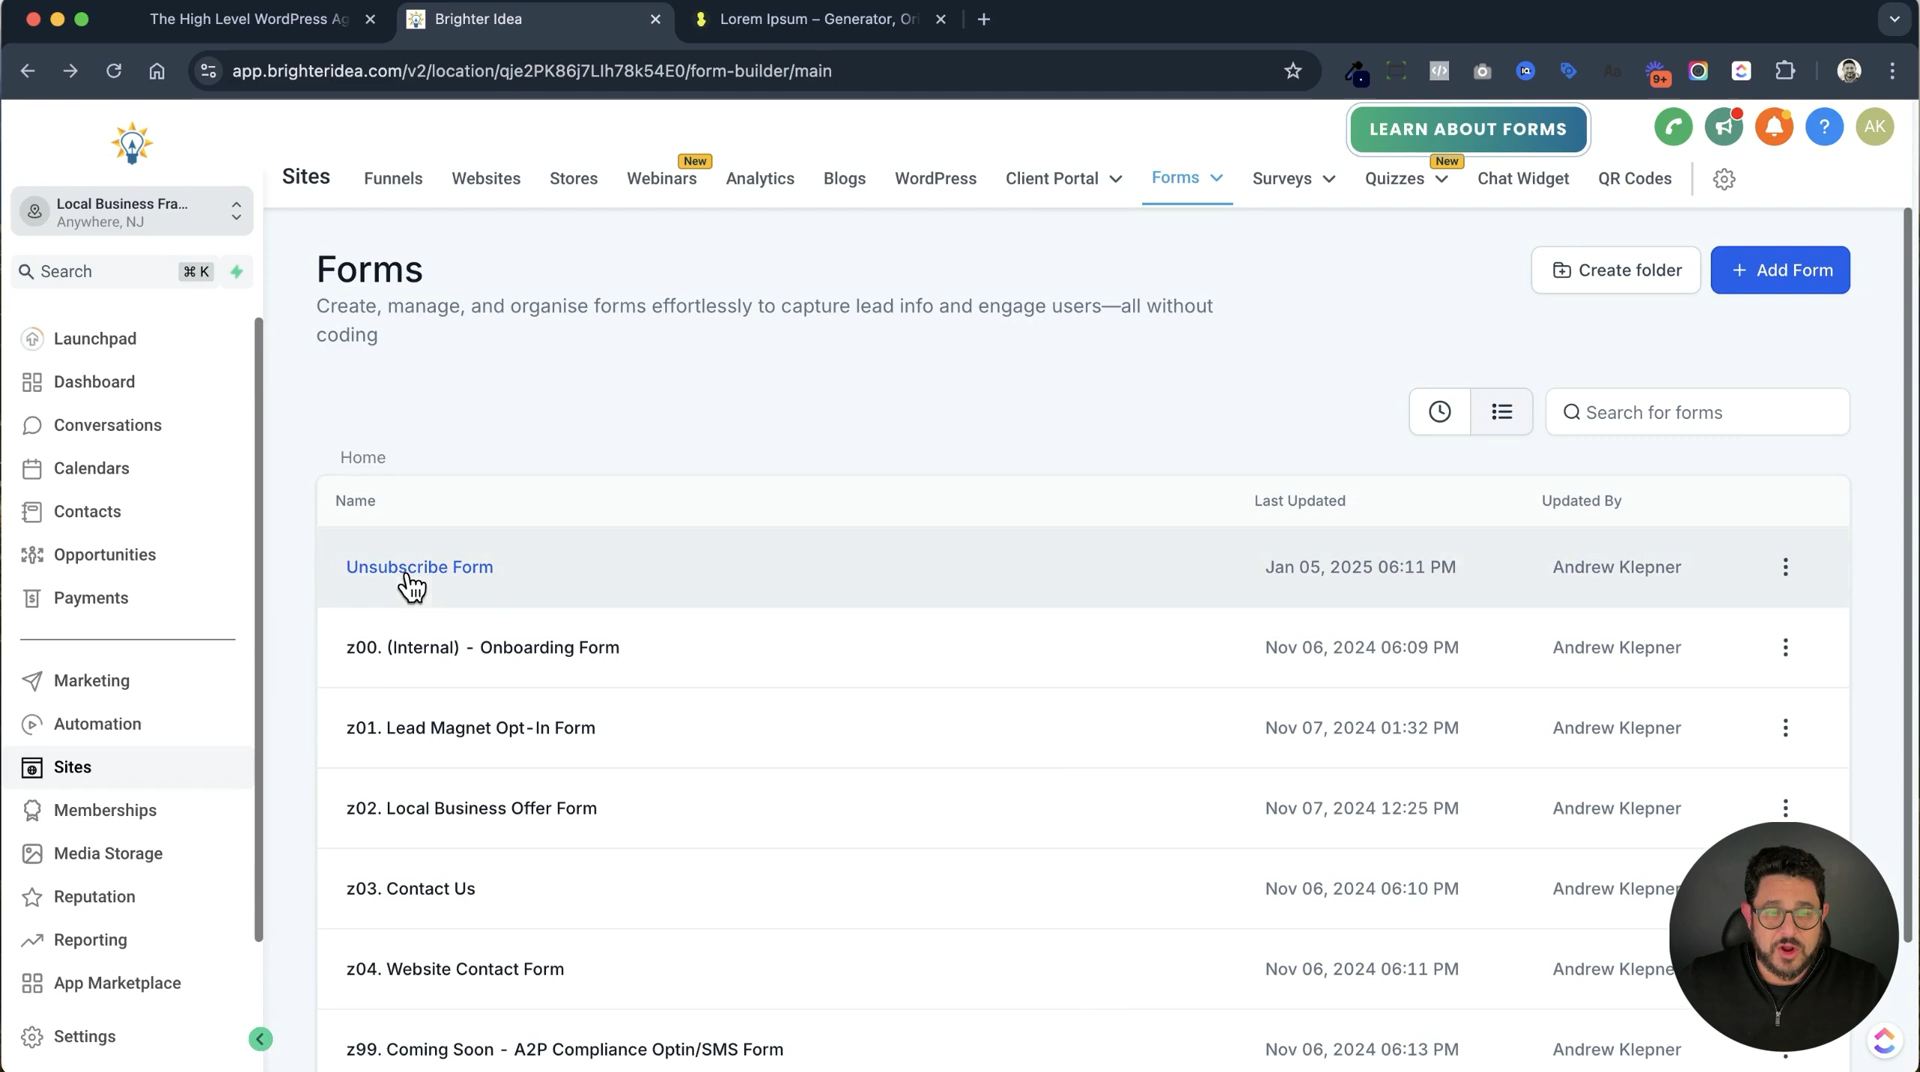 The High Level WordPress Ag
Brighter Idea
Lorem Ipsum – Generator, Ori
app.brighteridea.com/v2/location/qje2PK86j7LIh78k54E0/form-builder/main
Aa
9+
LEARN ABOUT FORMS
?
AK
Sites
Funnels
Websites
Stores
Webinars
New
Analytics
Blogs
WordPress
Client Portal
Forms
Surveys
Quizzes
New
Chat Widget
QR Codes
Local Business Fra...
Anywhere, NJ
Search
⌘ K
Launchpad
Dashboard
Conversations
Calendars
Contacts
Opportunities
Payments
Marketing
Automation
Sites
Memberships
Media Storage
Reputation
Reporting
App Marketplace
Settings
Forms
Create, manage, and organise forms effortlessly to capture lead info and engage users—all without
coding
Create folder
+ Add Form
Search for forms
Home
Name Last Updated Updated By
Unsubscribe Form Jan 05, 2025 06:11 PM Andrew Klepner
z00. (Internal) - Onboarding Form Nov 06, 2024 06:09 PM Andrew Klepner
z01. Lead Magnet Opt-In Form Nov 07, 2024 01:32 PM Andrew Klepner
z02. Local Business Offer Form Nov 07, 2024 12:25 PM Andrew Klepner
z03. Contact Us Nov 06, 2024 06:10 PM Andrew Klepner
z04. Website Contact Form Nov 06, 2024 06:11 PM Andrew Klepne
z99. Coming Soon - A2P Compliance Optin/SMS Form Nov 06, 2024 06:13 PM Andrew Klepner